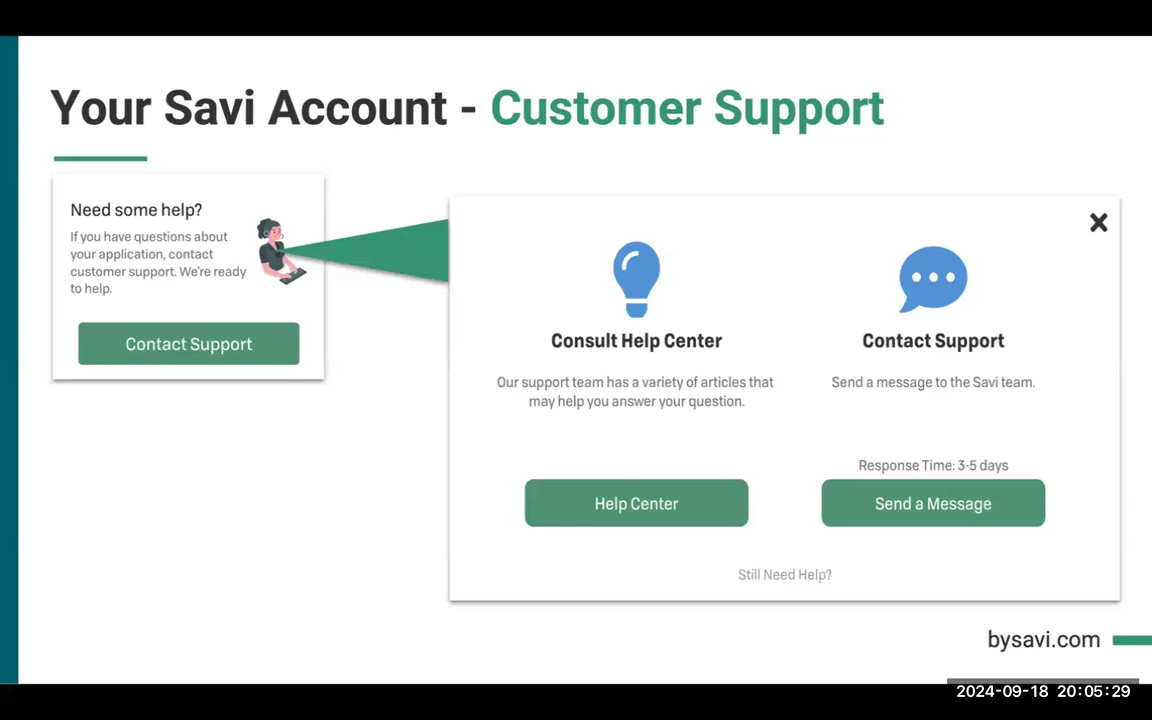 Your Savi Account - Customer Support
Need some help?
If you have questions about
your application, contact
customer support. We're ready
to help.
Contact Support
Consult Help Center
Our support team has a variety of articles that
may help you answer your question.
Help Center
Contact Support
Send a message to the Savi team.
Response Time: 3-5 days
Send a Message
Still Need Help?
bysavi.com
2024-09-18 20:05:29